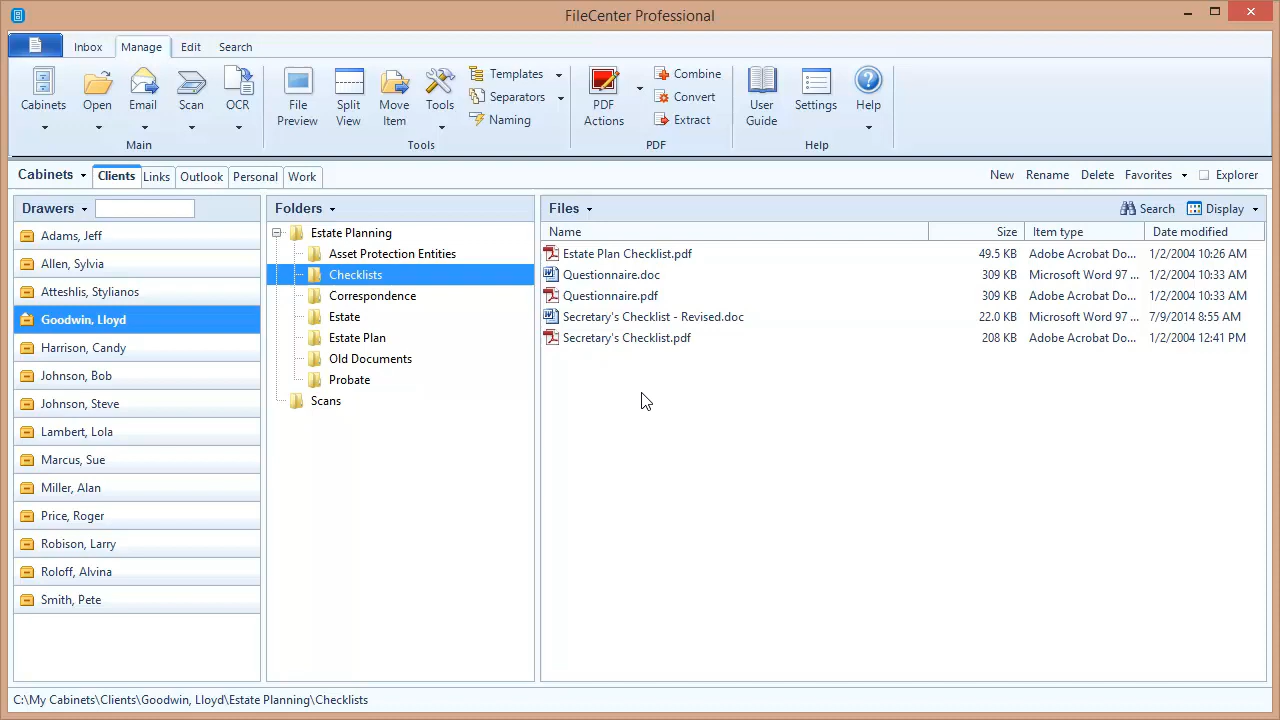 FileCenter Professional
Inbox Manage Edit Search
Cabinets Open Email Scan OCR
Main
File Preview Split View Move Item Tools
Templates
Separators
Naming
Tools
PDF Actions
Combine
Convert
Extract
PDF
User Guide Settings Help
Help
Cabinets Clients Links Outlook Personal Work New Rename Delete Favorites Explorer
Drawers
Adams, Jeff
Allen, Sylvia
Atteshlis, Stylianos
Goodwin, Lloyd
Harrison, Candy
Johnson, Bob
Johnson, Steve
Lambert, Lola
Marcus, Sue
Miller, Alan
Price, Roger
Robison, Larry
Roloff, Alvina
Smith, Pete
Folders
Estate Planning
Asset Protection Entities
Checklists
Correspondence
Estate
Estate Plan
Old Documents
Probate
Scans
Files Search Display
Name Size Item type Date modified
Estate Plan Checklist.pdf 49.5 KB Adobe Acrobat Do... 1/2/2004 10:26 AM
Questionnaire.doc 309 KB Microsoft Word 97 ... 1/2/2004 10:33 AM
Questionnaire.pdf 309 KB Adobe Acrobat Do... 1/2/2004 10:33 AM
Secretary's Checklist - Revised.doc 22.0 KB Microsoft Word 97 ... 7/9/2014 8:55 AM
Secretary's Checklist.pdf 208 KB Adobe Acrobat Do... 1/2/2004 12:41 PM
C:\My Cabinets\Clients\Goodwin, Lloyd\Estate Planning\Checklists